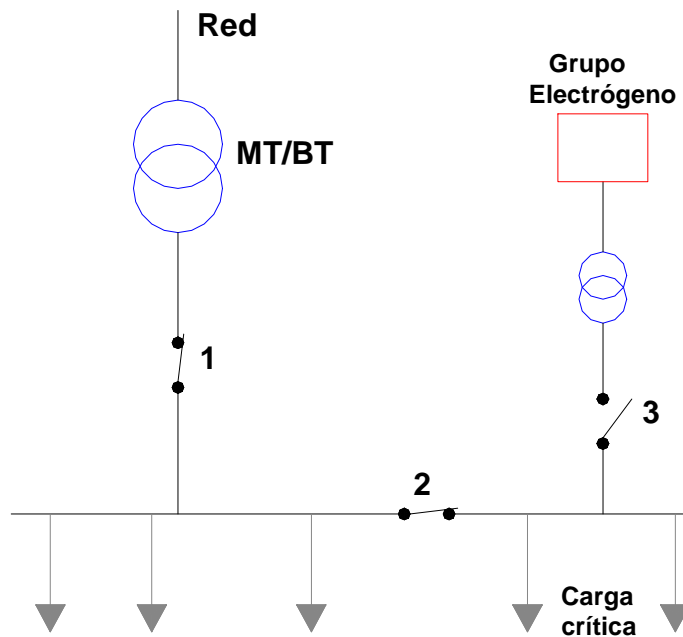 Red
Grupo
Electrógeno
MT/BT
1
3
2
Carga
crítica